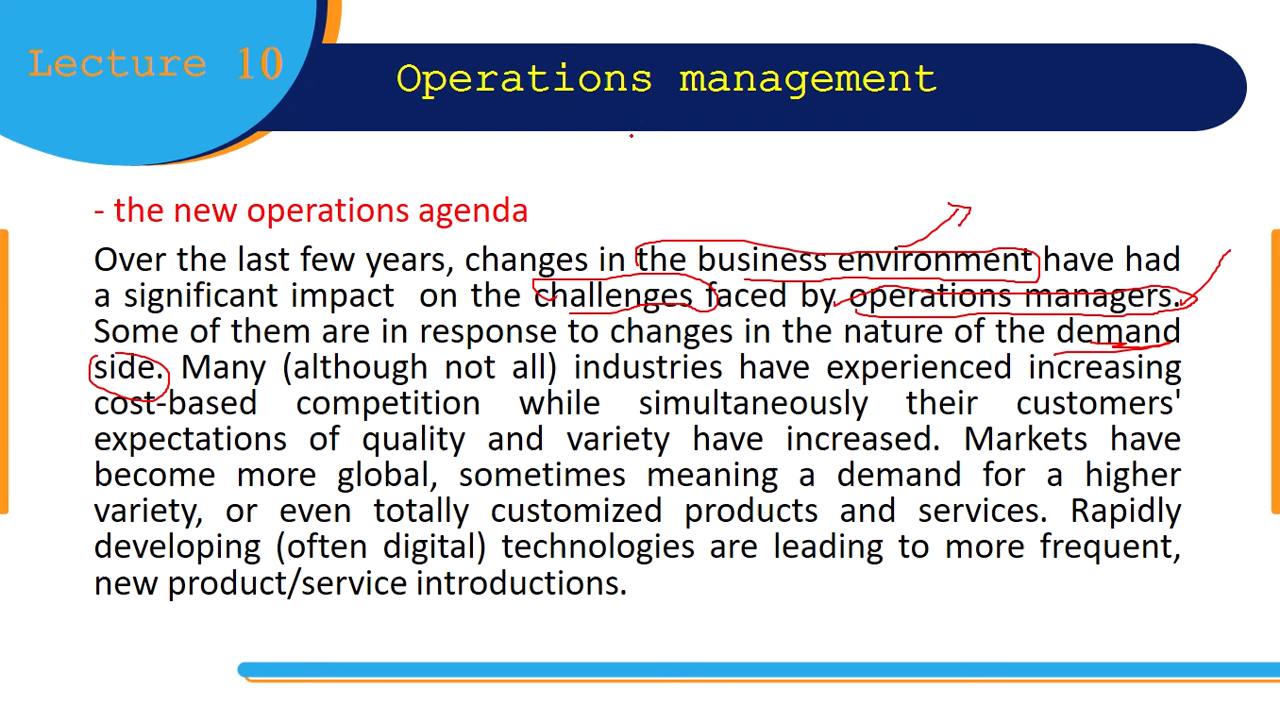 Lecture 10
Operations management
- the new operations agenda
Over the last few years, changes in the business environment have had
a significant impact on the challenges faced by operations managers.
Some of them are in response to changes in the nature of the demand
side. Many (although not all) industries have experienced increasing
cost-based competition while simultaneously their customers'
expectations of quality and variety have increased. Markets have
become more global, sometimes meaning a demand for a higher
variety, or even totally customized products and services. Rapidly
developing (often digital) technologies are leading to more frequent,
new product/service introductions.